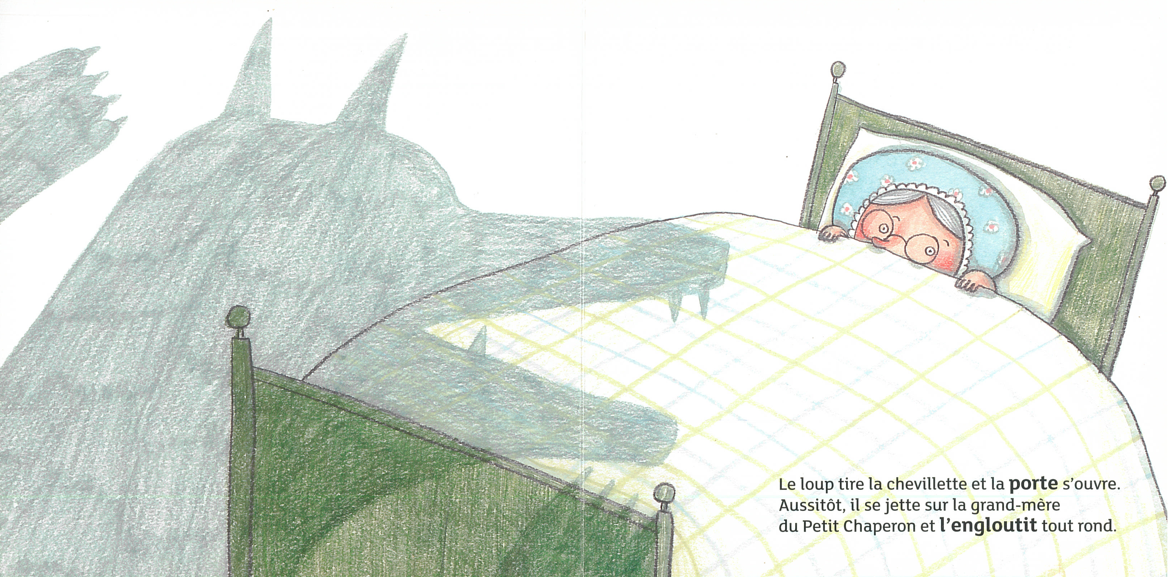 Le loup tire la chevillette et la porte s’ouvre.
Aussitôt, il se jette sur la grand-mère
du Petit Chaperon et l’engloutit tout rond.